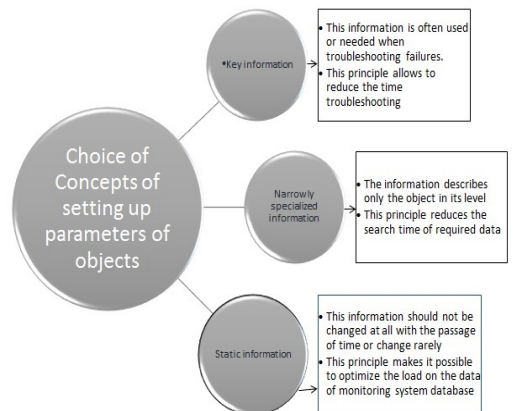 Choice of
Concepts of
setting up
parameters of
objects
•Key information
• This information is often used
or needed when
troubleshooting failures.
• This principle allows to
reduce the time
troubleshooting
Narrowly
specialized
information
• The information describes
only the object in its level
• This principle reduces the
search time of required data
Static information
• This information should not be
changed at all with the passage
of time or change rarely
• This principle makes it possible
to optimize the load on the data
of monitoring system database